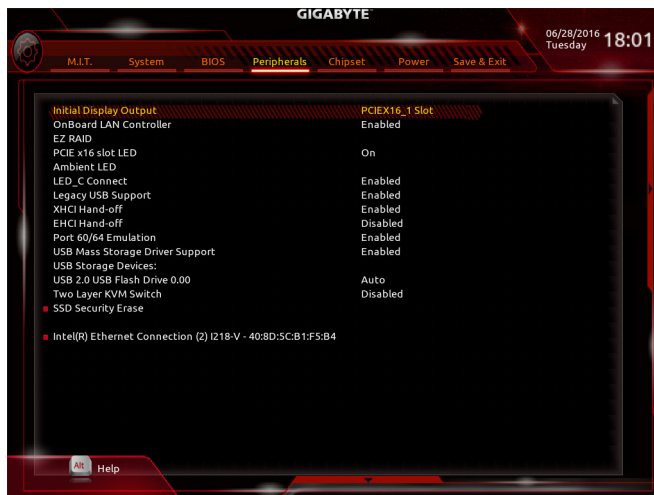 GIGABYTE™
06/28/2016 18:01
Tuesday
M.I.T. System BIOS Peripherals Chipset Power Save & Exit
Initial Display Output PCIEX16_1 Slot
OnBoard LAN Controller Enabled
EZ RAID
PCIE x16 slot LED On
Ambient LED
LED_C Connect Enabled
Legacy USB Support Enabled
XHCI Hand-off Enabled
EHCI Hand-off Disabled
Port 60/64 Emulation Enabled
USB Mass Storage Driver Support Enabled
USB Storage Devices:
USB 2.0 USB Flash Drive 0.00 Auto
Two Layer KVM Switch Disabled
SSD Security Erase
Intel(R) Ethernet Connection (2) I218-V - 40:8D:5C:B1:F5:B4
Alt Help